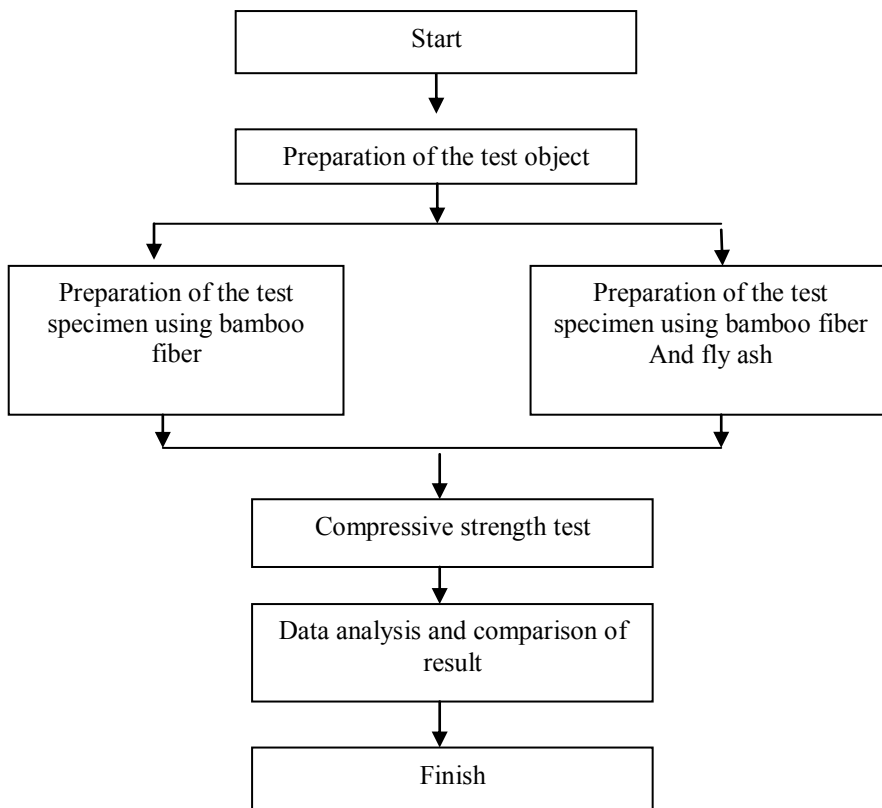 Start
Preparation of the test object
Preparation of the test
specimen using bamboo
fiber
Preparation of the test
specimen using bamboo fiber
And fly ash
Compressive strength test
Data analysis and comparison of
result
Finish